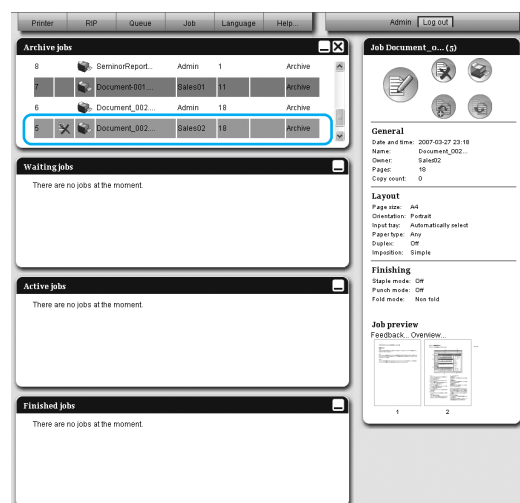 Printer RIP Queue Job Language Help... Admin Log out
Archive jobs
8 SeminorReport... Admin 1 Archive
7 Document-001.... Sales01 11 Archive
6 Document_002.... Admin 18 Archive
5 Document_002.... Sales02 18 Archive
Waiting jobs
There are no jobs at the moment.
Active jobs
There are no jobs at the moment.
Finished jobs
There are no jobs at the moment.
Job Document_0... (5)
General
Date and time: 2007-03-27 23:18
Name: Document_002...
Owner: Sales02
Pages: 18
Copy count: 0
Layout
Page size: A4
Orientation: Portrait
Input tray: Automatically select
Paper type: Any
Duplex: Off
Imposition: Simple
Finishing
Staple mode: Off
Punch mode: Off
Fold mode: Non fold
Job preview
Feedback... Overview...
1 2